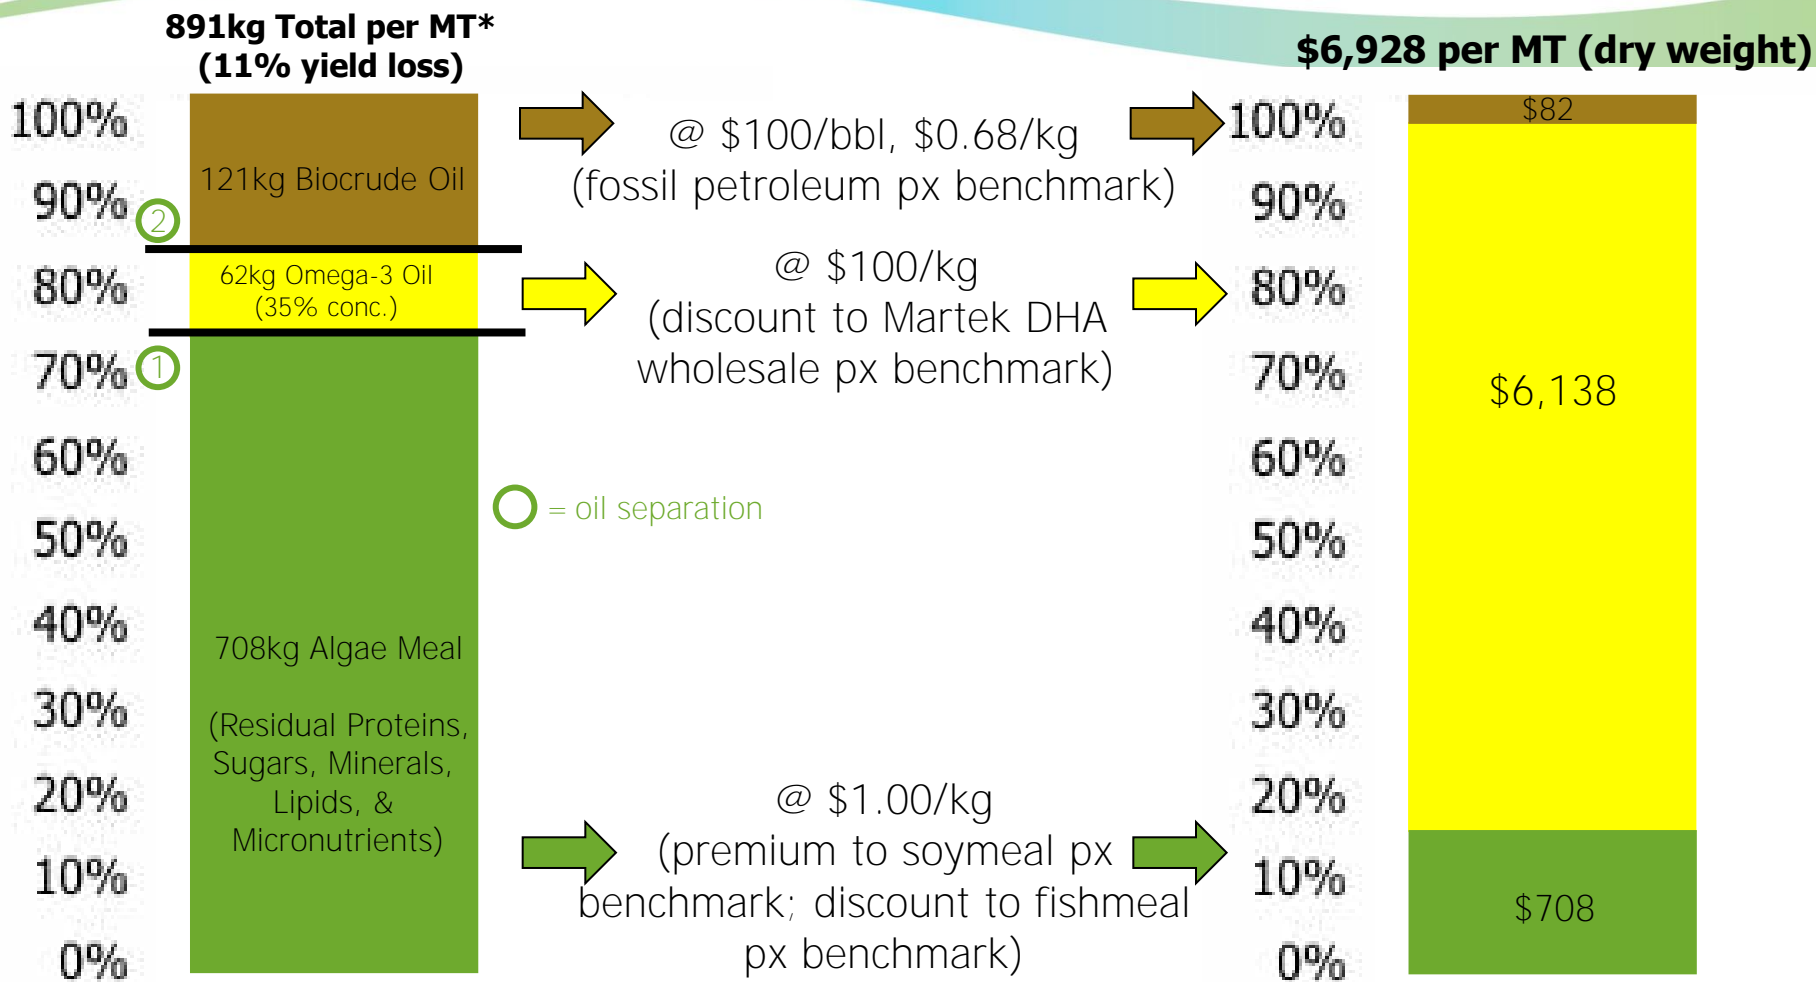 891kg Total per MT*
(11% yield loss)
$6,928 per MT (dry weight)
100%
90%
80%
70%
60%
50%
40%
30%
20%
10%
0%
121kg Biocrude Oil
2
62kg Omega-3 Oil
(35% conc.)
1
708kg Algae Meal
(Residual Proteins,
Sugars, Minerals,
Lipids, &
Micronutrients)
@ $100/bbl, $0.68/kg
(fossil petroleum px benchmark)
@ $100/kg
(discount to Martek DHA
wholesale px benchmark)
= oil separation
@ $1.00/kg
(premium to soymeal px
benchmark; discount to fishmeal
px benchmark)
100%
90%
80%
70%
60%
50%
40%
30%
20%
10%
0%
$82
$6,138
$708